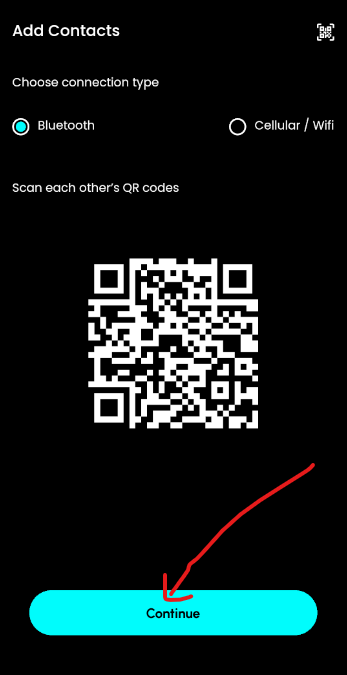 Add Contacts
Choose connection type
Bluetooth
Cellular / Wifi
Scan each other's QR codes
Continue